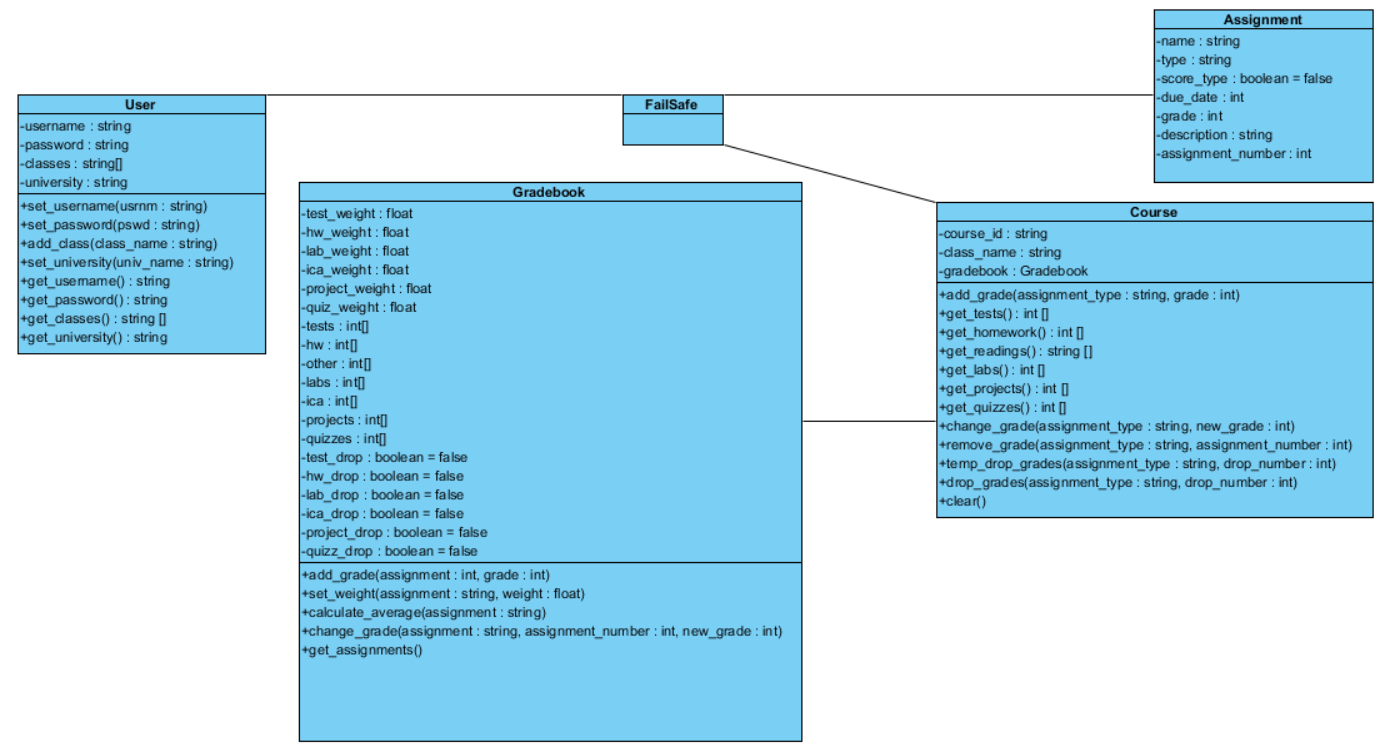 User
-username : string
-password : string
-classes : string[]
-university : string
+set_username(usrnm : string)
+set_password(pswd : string)
+add_class(class_name : string)
+set_university(univ_name : string)
+get_username() : string
+get_password() : string
+get_classes() : string []
+get_university() : string
FailSafe
Assignment
-name : string
-type : string
-score_type : boolean = false
-due_date : int
-grade : int
-description : string
-assignment_number : int
Gradebook
-test_weight : float
-hw_weight : float
-lab_weight : float
-ica_weight : float
-project_weight : float
-quiz_weight : float
-tests : int[]
-hw : int[]
-other : int[]
-labs : int[]
-ica : int[]
-projects : int[]
-quizzes : int[]
-test_drop : boolean = false
-hw_drop : boolean = false
-lab_drop : boolean = false
-ica_drop : boolean = false
-project_drop : boolean = false
-quizz_drop : boolean = false
+add_grade(assignment : int, grade : int)
+set_weight(assignment : string, weight : float)
+calculate_average(assignment : string)
+change_grade(assignment : string, assignment_number : int, new_grade : int)
+get_assignments()
Course
-course_id : string
-class_name : string
-gradebook : Gradebook
+add_grade(assignment_type : string, grade : int)
+get_tests() : int []
+get_homework() : int []
+get_readings() : string []
+get_labs() : int []
+get_projects() : int []
+get_quizzes() : int []
+change_grade(assignment_type : string, new_grade : int)
+remove_grade(assignment_type : string, assignment_number : int)
+temp_drop_grades(assignment_type : string, drop_number : int)
+drop_grades(assignment_type : string, drop_number : int)
+clear()